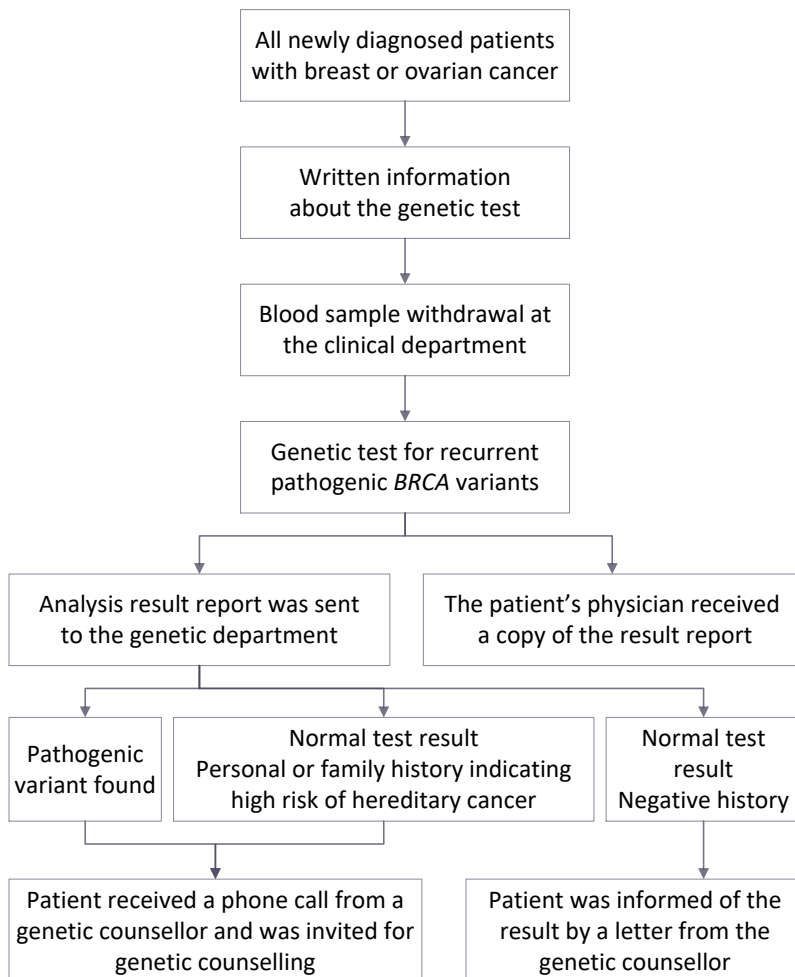 All newly diagnosed patients
with breast or ovarian cancer
Written information
about the genetic test
Blood sample withdrawal at
the clinical department
Genetic test for recurrent
pathogenic BRCA variants
Analysis result report was sent
to the genetic department
The patient’s physician received
a copy of the result report
Pathogenic
variant found
Normal test result
Personal or family history indicating
high risk of hereditary cancer
Normal test
result
Negative history
Patient received a phone call from a
genetic counsellor and was invited for
genetic counselling
Patient was informed of the
result by a letter from the
genetic counsellor